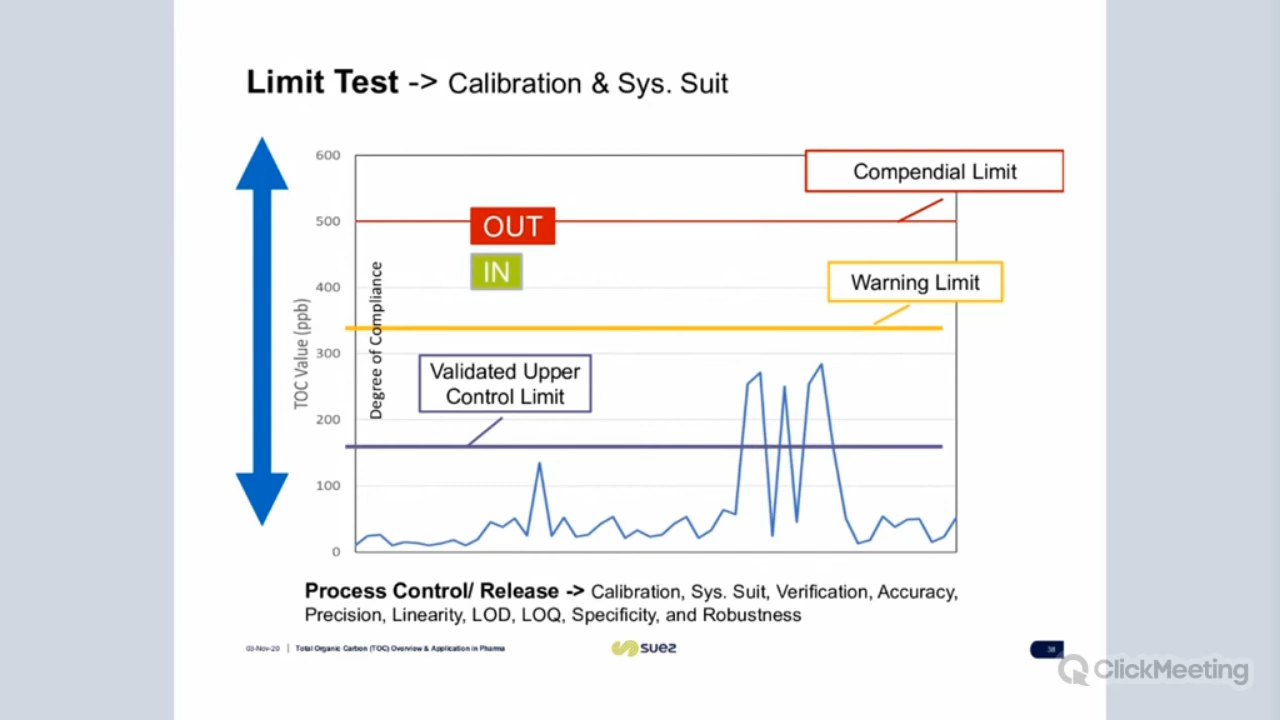 Limit Test -> Calibration & Sys. Suit
600
Compendial Limit
500
OUT
IN
400
Warning Limit
TOC Value (ppb)
Degree of Compliance
300
Validated Upper
Control Limit
200
100
0
Process Control/ Release -> Calibration, Sys. Suit, Verification, Accuracy,
Precision, Linearity, LOD, LOQ, Specificity, and Robustness
03-Nov-20 | Total Organic Carbon (TOC) Overview & Application in Pharma
suez
38
ClickMeeting